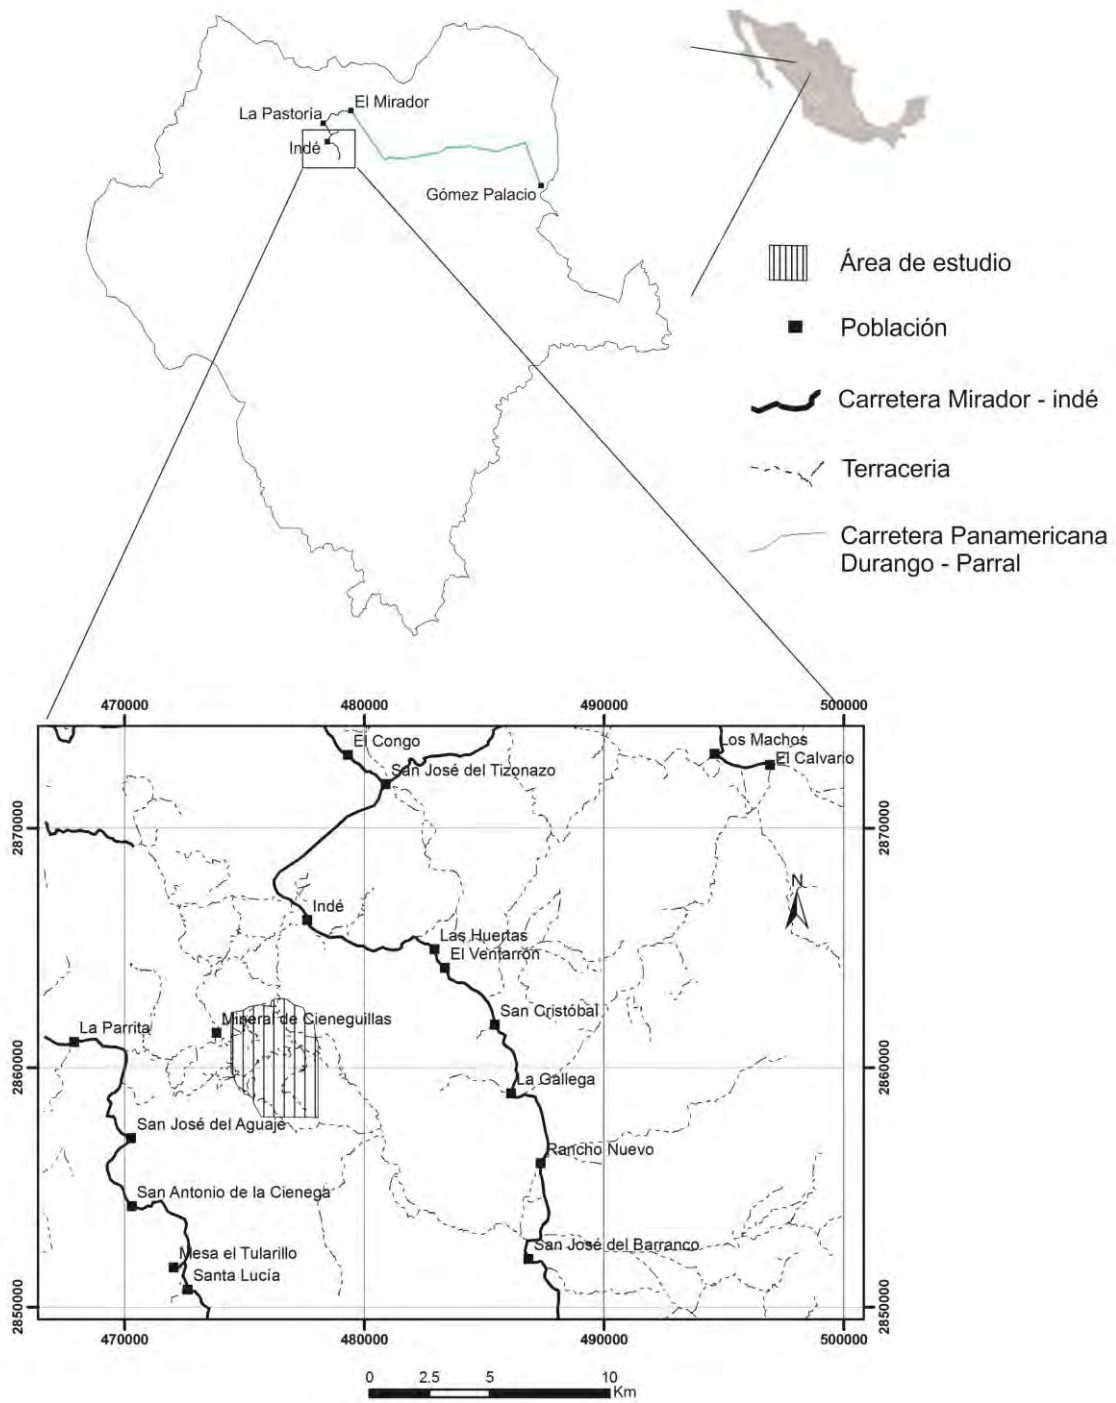 El Mirador
La Pastoria
Indé
Gómez Palacio
Área de estudio
Población
Carretera Mirador - indé
Terraceria
Carretera Panamericana
Durango - Parral
470000
480000
490000
500000
El Congo
Los Machos
El Calvario
San José del Tizonazo
2870000
2870000
N
Indé
Las Huertas
El Ventarron
San Cristóbal
Mineral de Cieneguillas
La Parrita
2860000
2860000
La Gallega
San José del Aguaje
Rancho Nuevo
San Antonio de la Cienega
San José del Barranco
Mesa el Tularillo
Santa Lucía
2850000
2850000
470000
480000
490000
500000
0 2.5 5 10
Km